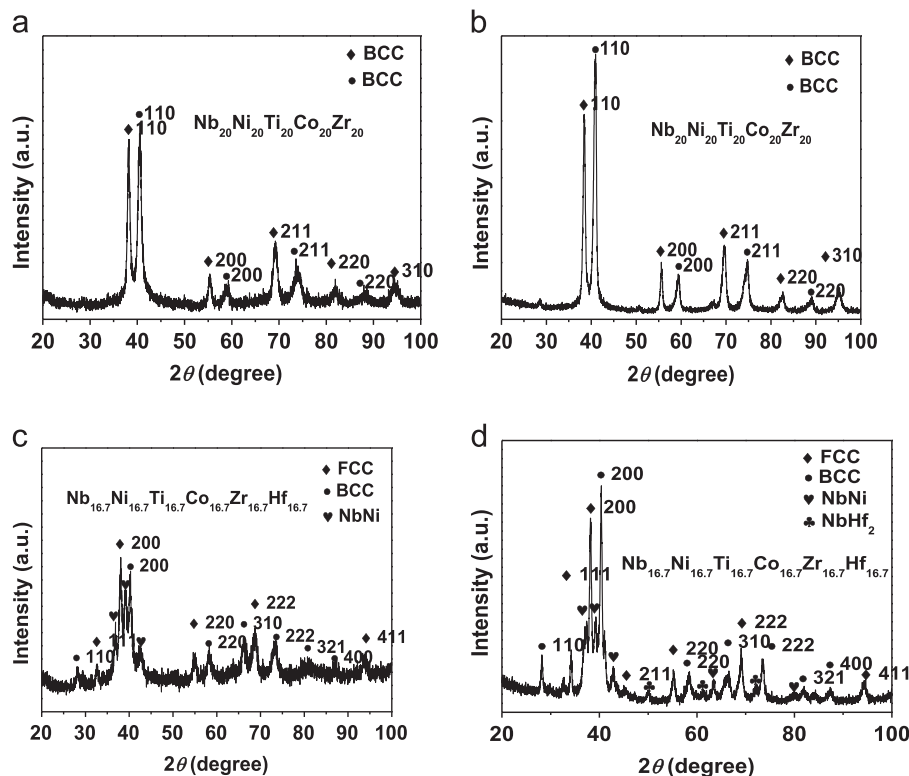 a
♦ BCC
● BCC
Nb20Ni20Ti20Co20Zr20
●110
♦110
♦200
●200
♦211
●211
♦220
●220
♦310
Intensity (a.u.)
20 30 40 50 60 70 80 90 100
2θ (degree)
b
♦ BCC
● BCC
Nb20Ni20Ti20Co20Zr20
●110
♦110
♦200
●200
♦211
●211
♦220
●220
♦310
Intensity (a.u.)
20 30 40 50 60 70 80 90 100
2θ (degree)
c
♦ FCC
● BCC
♥ NbNi
Nb16.7Ni16.7Ti16.7Co16.7Zr16.7Hf16.7
♦ 200
● 200
● 110
♦ 111
♦ 220
● 220
● 310
♦ 222
● 222
● 321
400
♦ 411
Intensity (a.u.)
20 30 40 50 60 70 80 90 100
2θ (degree)
d
♦ FCC
● BCC
♥ NbNi
♣ NbHf2
Nb16.7Ni16.7Ti16.7Co16.7Zr16.7Hf16.7
● 200
♦ 200
♦ 111
● 110
211
♦ 220
● 220
● 310
♦ 222
● 222
● 321
● 400
♦ 411
Intensity (a.u.)
20 40 60 80 100
2θ (degree)